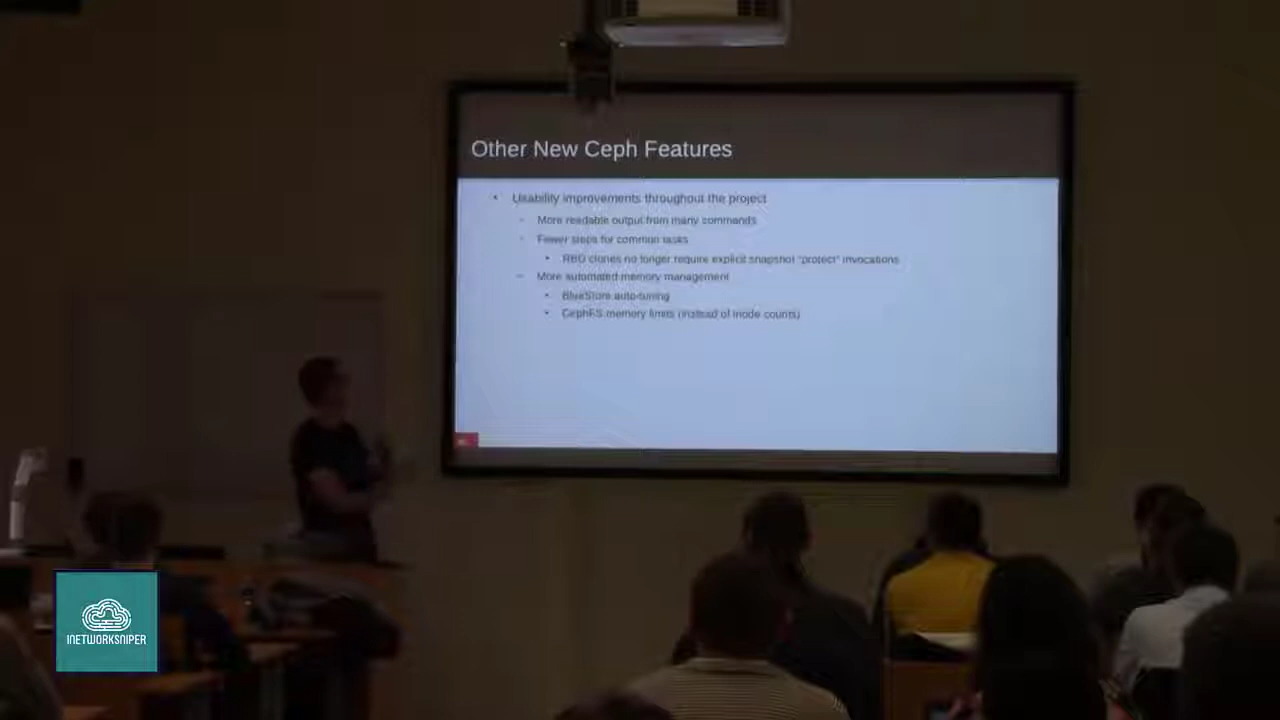 Other New Ceph Features
• Usability improvements throughout the project
– More readable output from many commands
– Fewer steps for common tasks
• RBD clones no longer require explicit snapshot "protect" invocations
– More automated memory management
• BlueStore auto-tuning
• CephFS memory limits (instead of inode counts)
INETWORKSNIPER